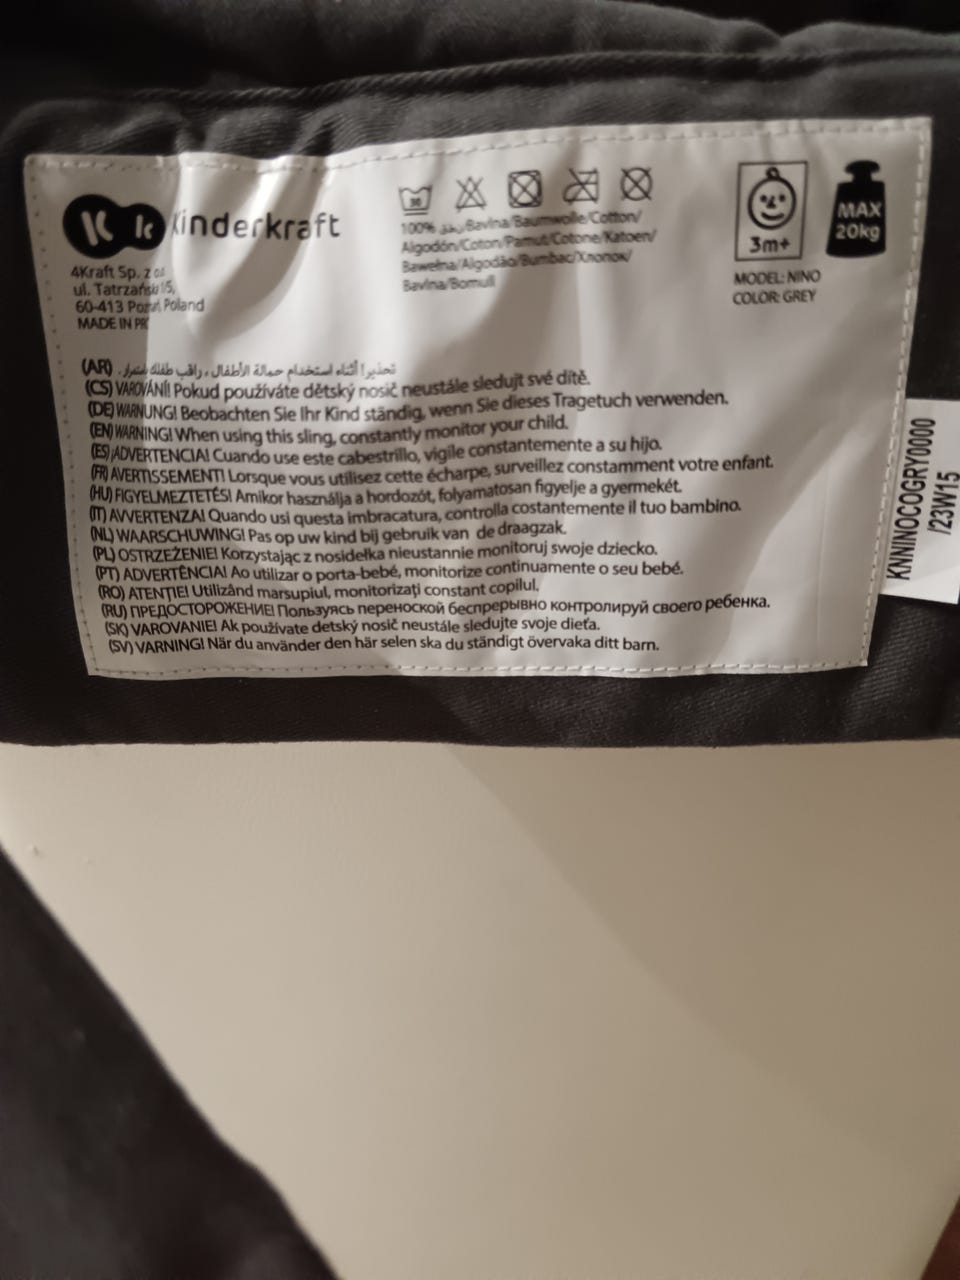 kinderkraft
4Kraft Sp. z o.o.
ul. Tatrzańska 1/5,
60-413 Poznań, Poland
MADE IN PRC
30
100% Bavlna/Baumwolle/Cotton/
Algodón/Coton/Pamut/Cotone/Katoen/
Bawełna/Algodão/Bumbac/Хлопок/
Bavlna/Bomull
3m+
MAX
20kg
MODEL: NINO
COLOR: GREY
(AR) تحذير! أثناء استخدام حمالة الأطفال، راقب طفلك باستمرار.
(CS) VAROVÁNÍ! Pokud používáte dětský nosič neustále sledujt své dítě.
(DE) WARNUNG! Beobachten Sie Ihr Kind ständig, wenn Sie dieses Tragetuch verwenden.
(EN) WARNING! When using this sling, constantly monitor your child.
(ES) ¡ADVERTENCIA! Cuando use este cabestrillo, vigile constantemente a su hijo.
(FR) AVERTISSEMENT! Lorsque vous utilisez cette écharpe, surveillez constamment votre enfant.
(HU) FIGYELMEZTETÉS! Amikor használja a hordozót, folyamatosan figyelje a gyermekét.
(IT) AVVERTENZA! Quando usi questa imbracatura, controlla costantemente il tuo bambino.
(NL) WAARSCHUWING! Pas op uw kind bij gebruik van de draagzak.
(PL) OSTRZEŻENIE! Korzystając z nosidełka nieustannie monitoruj swoje dziecko.
(PT) ADVERTÊNCIA! Ao utilizar o porta-bebé, monitorize continuamente o seu bebé.
(RO) ATENȚIE! Utilizând marsupiul, monitorizați constant copilul.
(RU) ПРЕДОСТОРОЖЕНИЕ! Пользуясь переноской беспрерывно контролируй своего ребенка.
(SK) VAROVANIE! Ak používate detský nosič neustále sledujte svoje dieťa.
(SV) VARNING! När du använder den här selen ska du ständigt övervaka ditt barn.
KNNINOCOGRY0000
/23W15